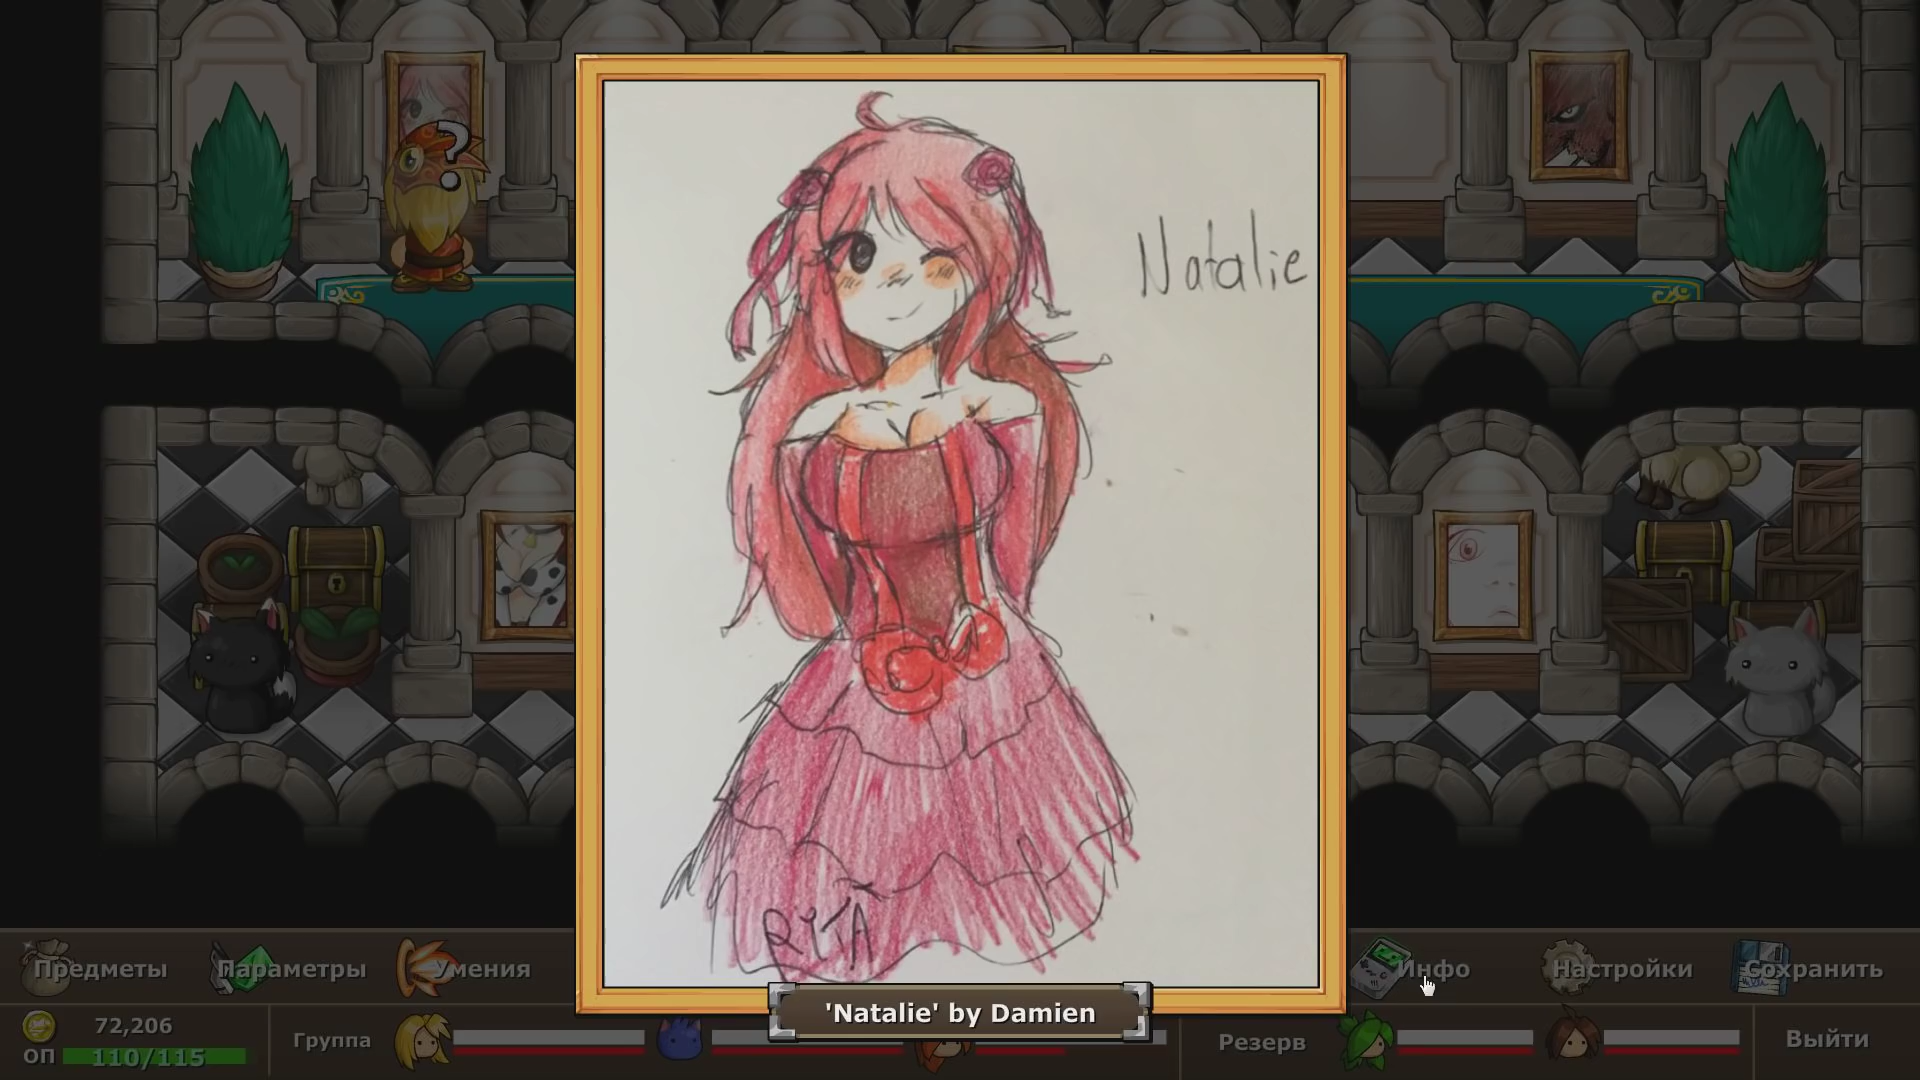 Natalie
RYTA
'Natalie' by Damien
Предметы
Параметры
Умения
Инфо
Настройки
Сохранить
72,206
ОП 110/115
Группа
Резерв
Выйти